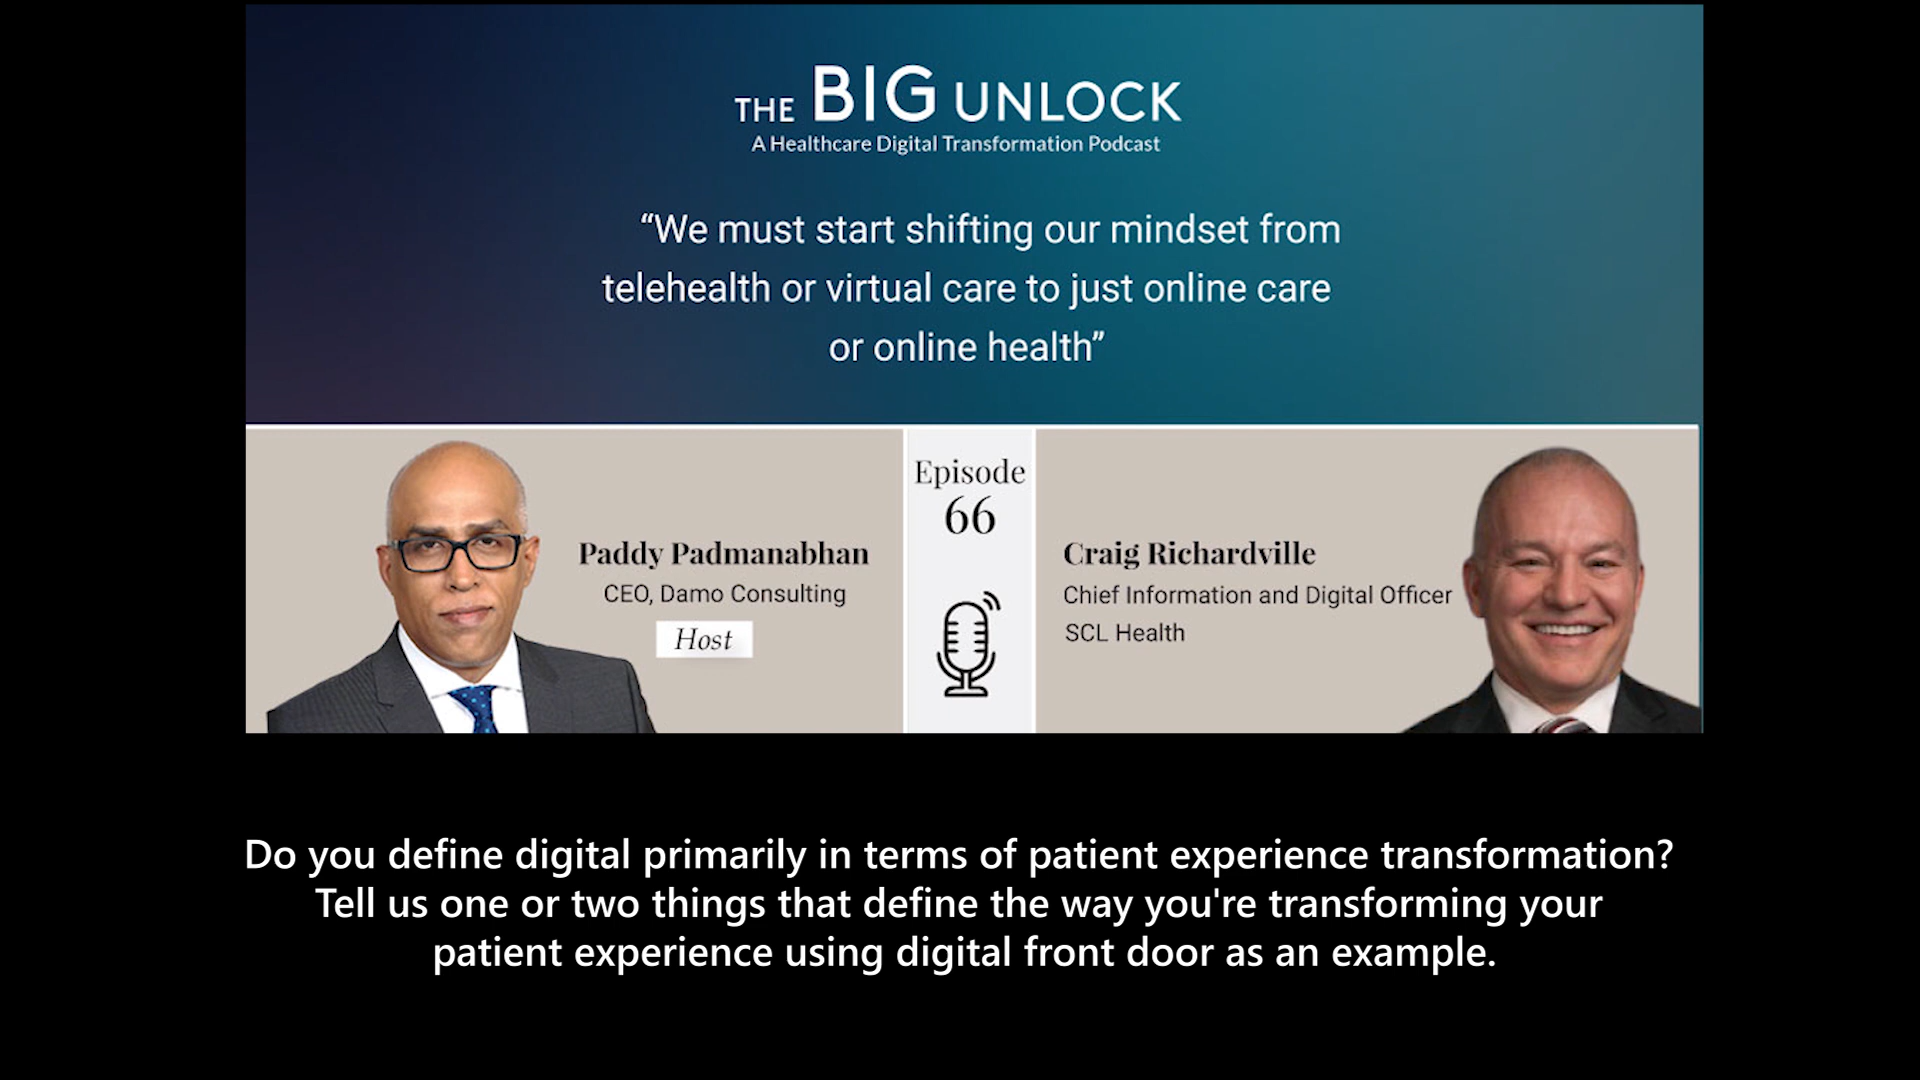 THE BIG UNLOCK
A Healthcare Digital Transformation Podcast
“We must start shifting our mindset from
telehealth or virtual care to just online care
or online health”
Paddy Padmanabhan
CEO, Damo Consulting
Host
Episode
66
Craig Richardville
Chief Information and Digital Officer
SCL Health
Do you define digital primarily in terms of patient experience transformation?
Tell us one or two things that define the way you're transforming your
patient experience using digital front door as an example.